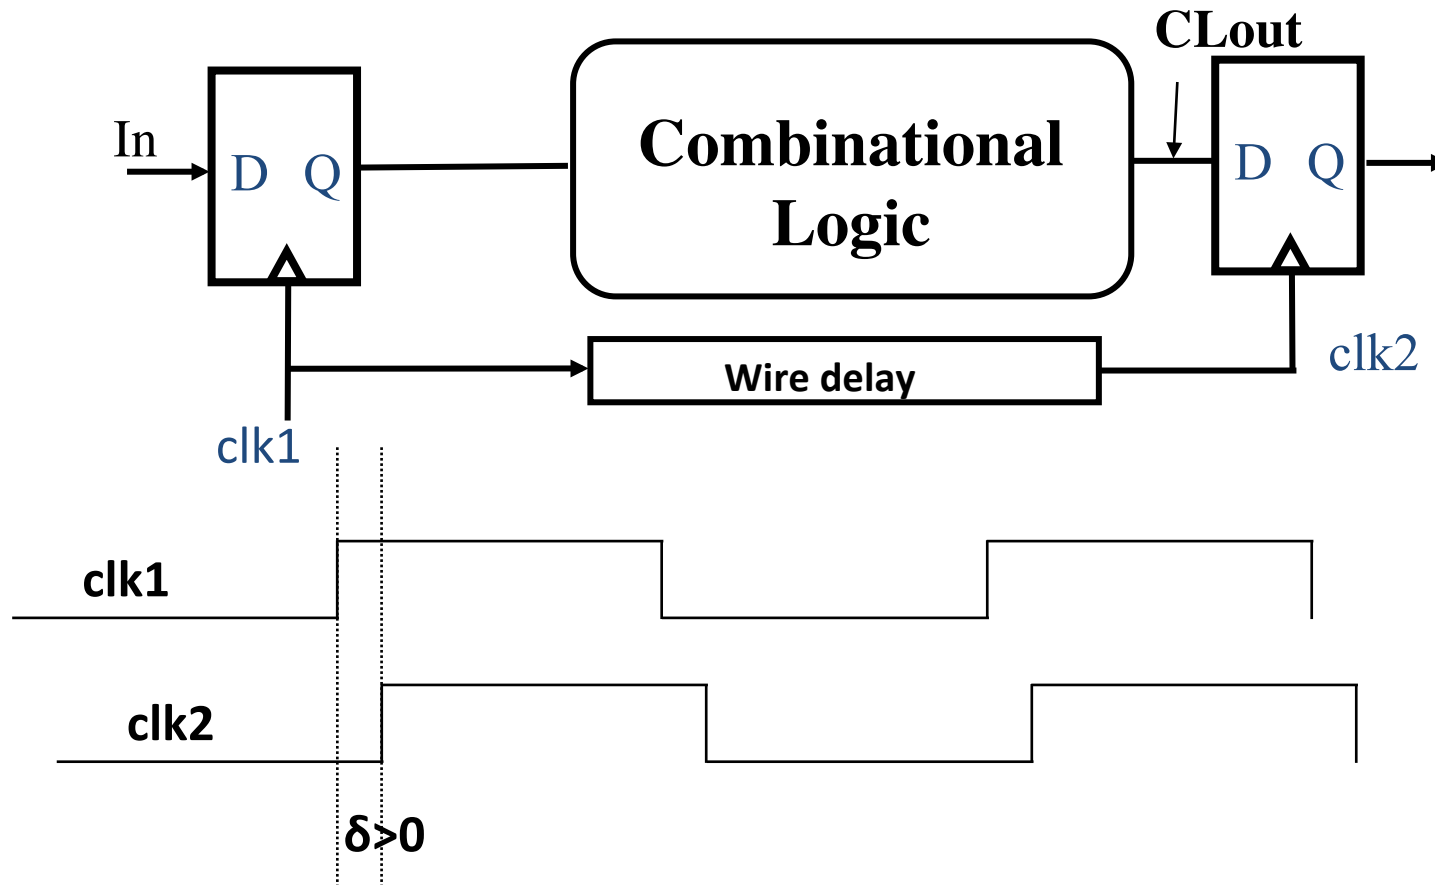 CLout
In
D Q
Combinational
Logic
D Q
Wire delay
clk2
clk1
clk1
clk2
δ>0